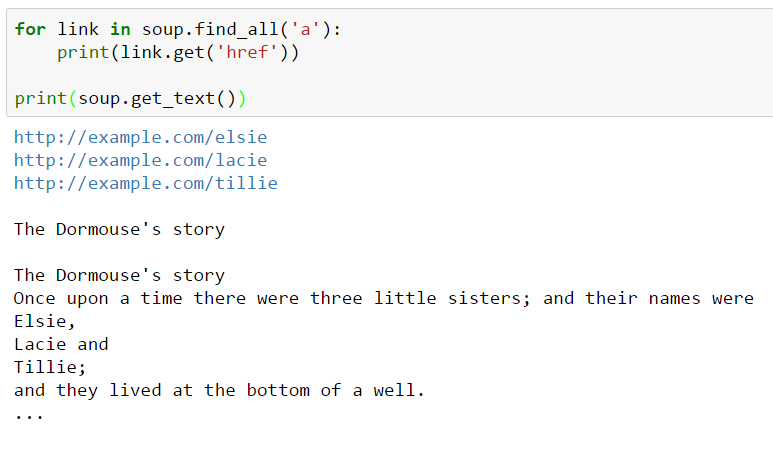 for link in soup.find_all('a'):
    print(link.get('href'))

print(soup.get_text())
http://example.com/elsie
http://example.com/lacie
http://example.com/tillie

The Dormouse's story

The Dormouse's story
Once upon a time there were three little sisters; and their names were
Elsie,
Lacie and
Tillie;
and they lived at the bottom of a well.
...